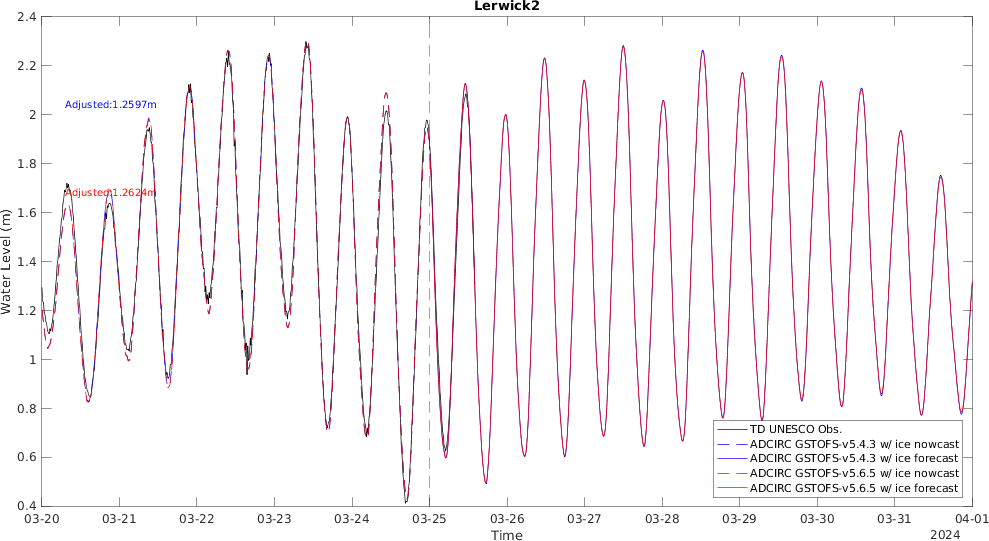 Lerwick2
2.4
2.2
2
1.8
1.6
1.4
1.2
1
0.8
0.6
0.4
Water Level (m)
Adjusted:1.2597m
Adjusted:1.2624m
TD UNESCO Obs.
ADCIRC GSTOFS-v5.4.3 w/ ice nowcast
ADCIRC GSTOFS-v5.4.3 w/ ice forecast
ADCIRC GSTOFS-v5.6.5 w/ ice nowcast
ADCIRC GSTOFS-v5.6.5 w/ ice forecast
03-20 03-21 03-22 03-23 03-24 03-25 03-26 03-27 03-28 03-29 03-30 03-31 04-01
Time
2024